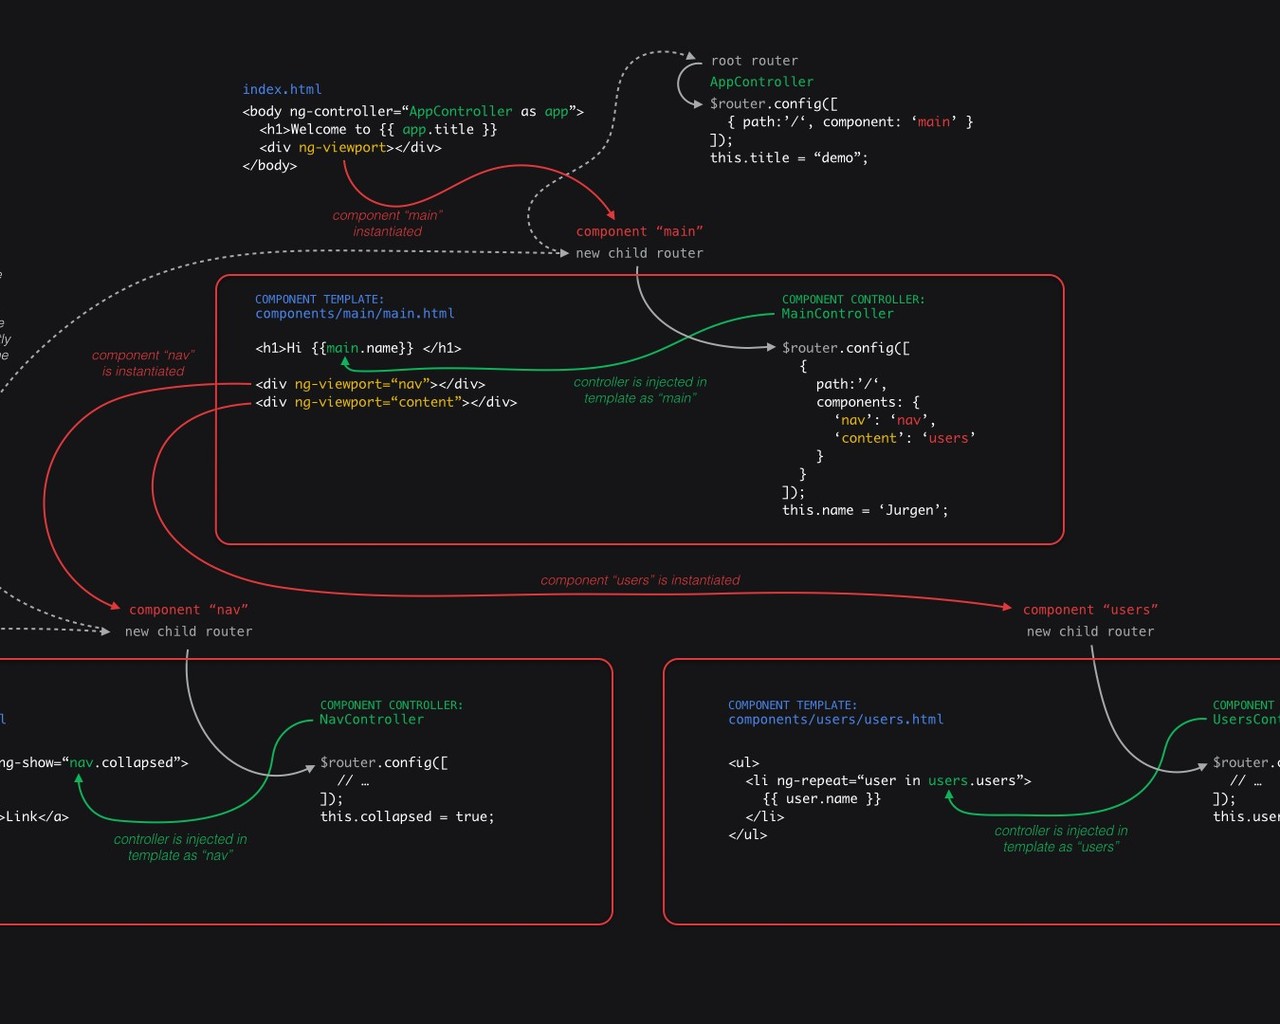 root router
AppController
$router.config([
{ path:’/‘, component: ‘main’ }
]);
this.title = “demo”;
index.html
<body ng-controller=“AppController as app”>
<h1>Welcome to {{ app.title }}
<div ng-viewport></div>
</body>
component “main”
instantiated
component “main”
new child router
COMPONENT TEMPLATE:
components/main/main.html
<h1>Hi {{main.name}} </h1>
<div ng-viewport=“nav”></div>
<div ng-viewport=“content”></div>
controller is injected in
template as “main”
COMPONENT CONTROLLER:
MainController
$router.config([
{
path:’/‘,
components: {
‘nav’: ‘nav’,
‘content’: ‘users’
}
}
]);
this.name = ‘Jurgen’;
component “nav”
is instantiated
component “users” is instantiated
component “nav”
new child router
component “users”
new child router
ng-show=“nav.collapsed”>
>Link</a>
controller is injected in
template as “nav”
COMPONENT CONTROLLER:
NavController
$router.config([
// …
]);
this.collapsed = true;
COMPONENT TEMPLATE:
components/users/users.html
<ul>
<li ng-repeat=“user in users.users”>
{{ user.name }}
</li>
</ul>
controller is injected in
template as “users”
COMPONENT
UsersCont
$router.c
// …
]);
this.user